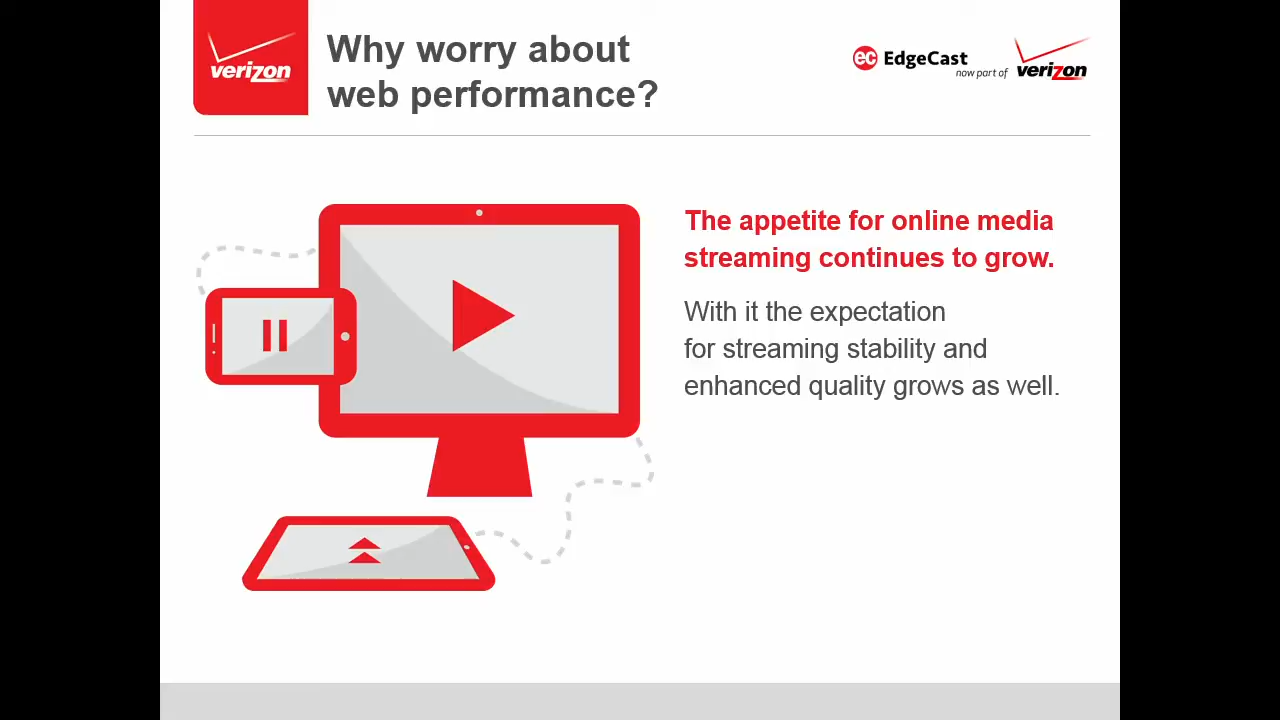 verizon
Why worry about
web performance?
ec EdgeCast
now part of verizon
The appetite for online media
streaming continues to grow.
With it the expectation
for streaming stability and
enhanced quality grows as well.